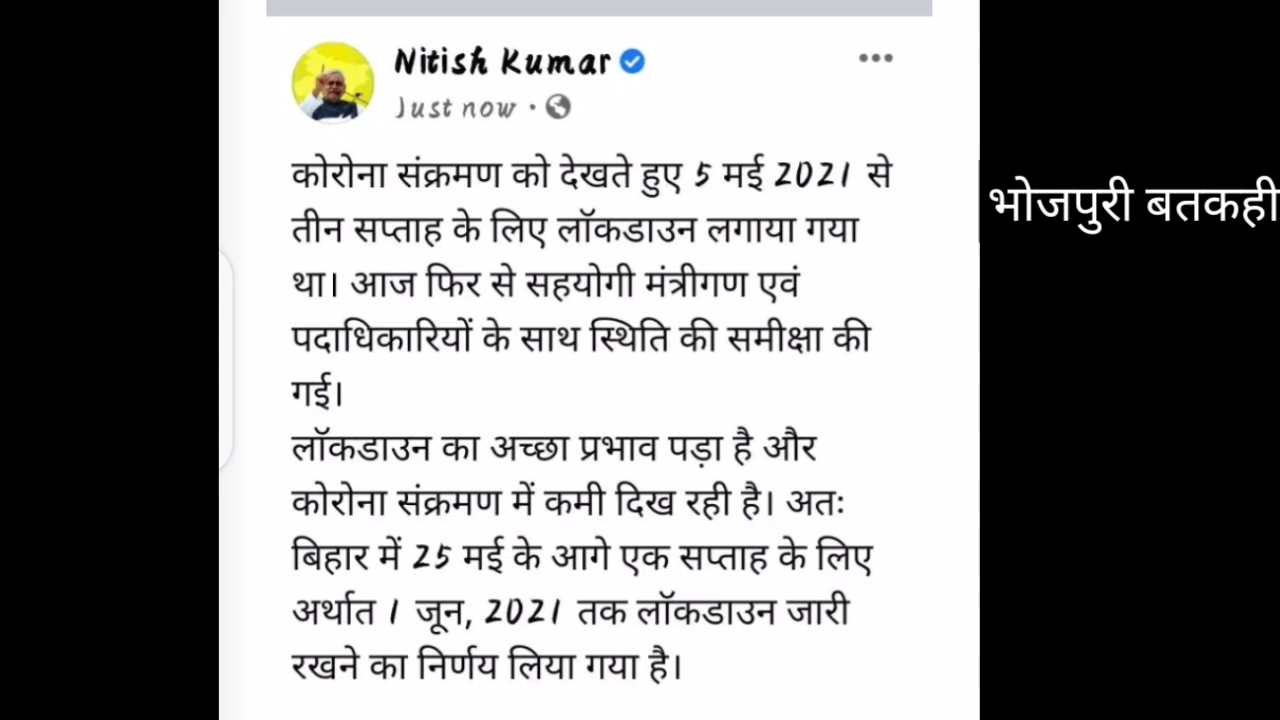 Nitish Kumar
Just now
कोरोना संक्रमण को देखते हुए 5 मई 2021 से
तीन सप्ताह के लिए लॉकडाउन लगाया गया
था। आज फिर से सहयोगी मंत्रीगण एवं
पदाधिकारियों के साथ स्थिति की समीक्षा की
गई।
लॉकडाउन का अच्छा प्रभाव पड़ा है और
कोरोना संक्रमण में कमी दिख रही है। अतः
बिहार में 25 मई के आगे एक सप्ताह के लिए
अर्थात 1 जून, 2021 तक लॉकडाउन जारी
रखने का निर्णय लिया गया है।
भोजपुरी बतकही